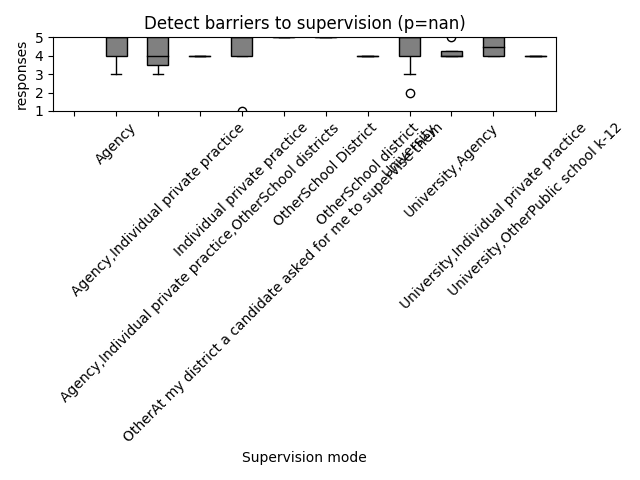 Detect barriers to supervision (p=nan)
responses
5
4
3
2
1
Agency
Agency,Individual private practice
Agency,Individual private practice,OtherSchool districts
Individual private practice
OtherAt my district a candidate asked for me to supervise them
OtherSchool District
OtherSchool district
University
University,Agency
University,Individual private practice
University,OtherPublic school k-12
Supervision mode